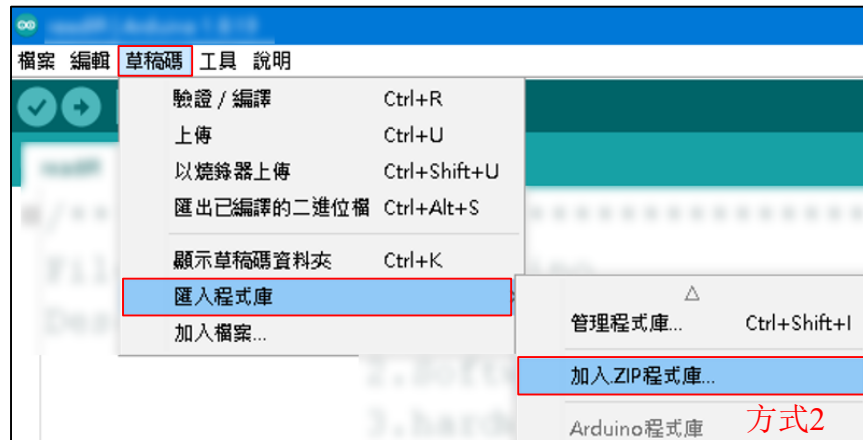 檔案 編輯 草稿碼 工具 說明
驗證 / 編譯 Ctrl+R
上傳 Ctrl+U
以燒錄器上傳 Ctrl+Shift+U
匯出已編譯的二進位檔 Ctrl+Alt+S
顯示草稿碼資料夾 Ctrl+K
匯入程式庫
加入檔案...
管理程式庫... Ctrl+Shift+I
加入.ZIP程式庫...
Arduino程式庫 方式2